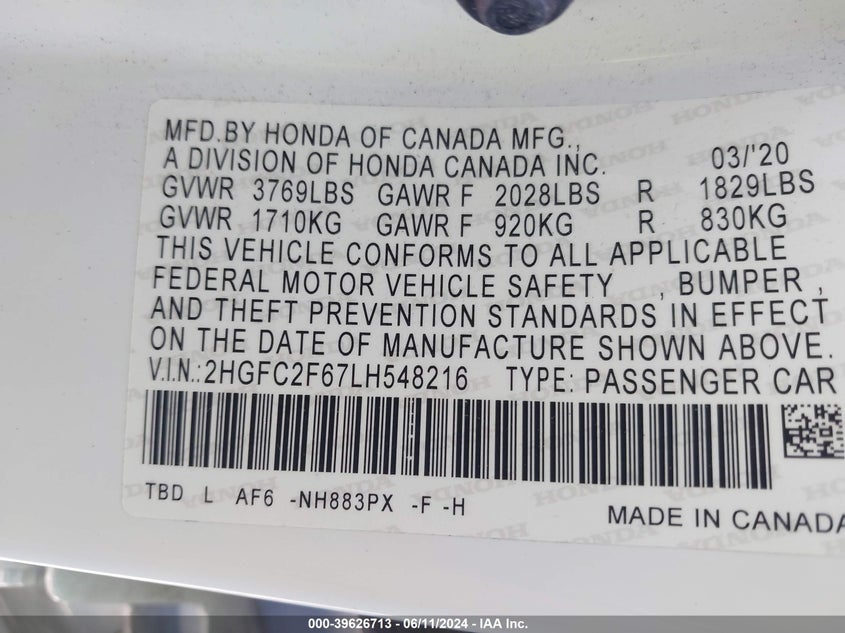 MFD.BY HONDA OF CANADA MFG.,
A DIVISION OF HONDA CANADA INC. 03/'20
GVWR 3769LBS GAWR F 2028LBS R 1829LBS
GVWR 1710KG GAWR F 920KG R 830KG
THIS VEHICLE CONFORMS TO ALL APPLICABLE
FEDERAL MOTOR VEHICLE SAFETY , BUMPER ,
AND THEFT PREVENTION STANDARDS IN EFFECT
ON THE DATE OF MANUFACTURE SHOWN ABOVE.
V.I.N.:2HGFC2F67LH548216 TYPE: PASSENGER CAR
TBD L AF6 -NH883PX -F -H
MADE IN CANADA
000-39626713 - 06/11/2024 - IAA Inc.